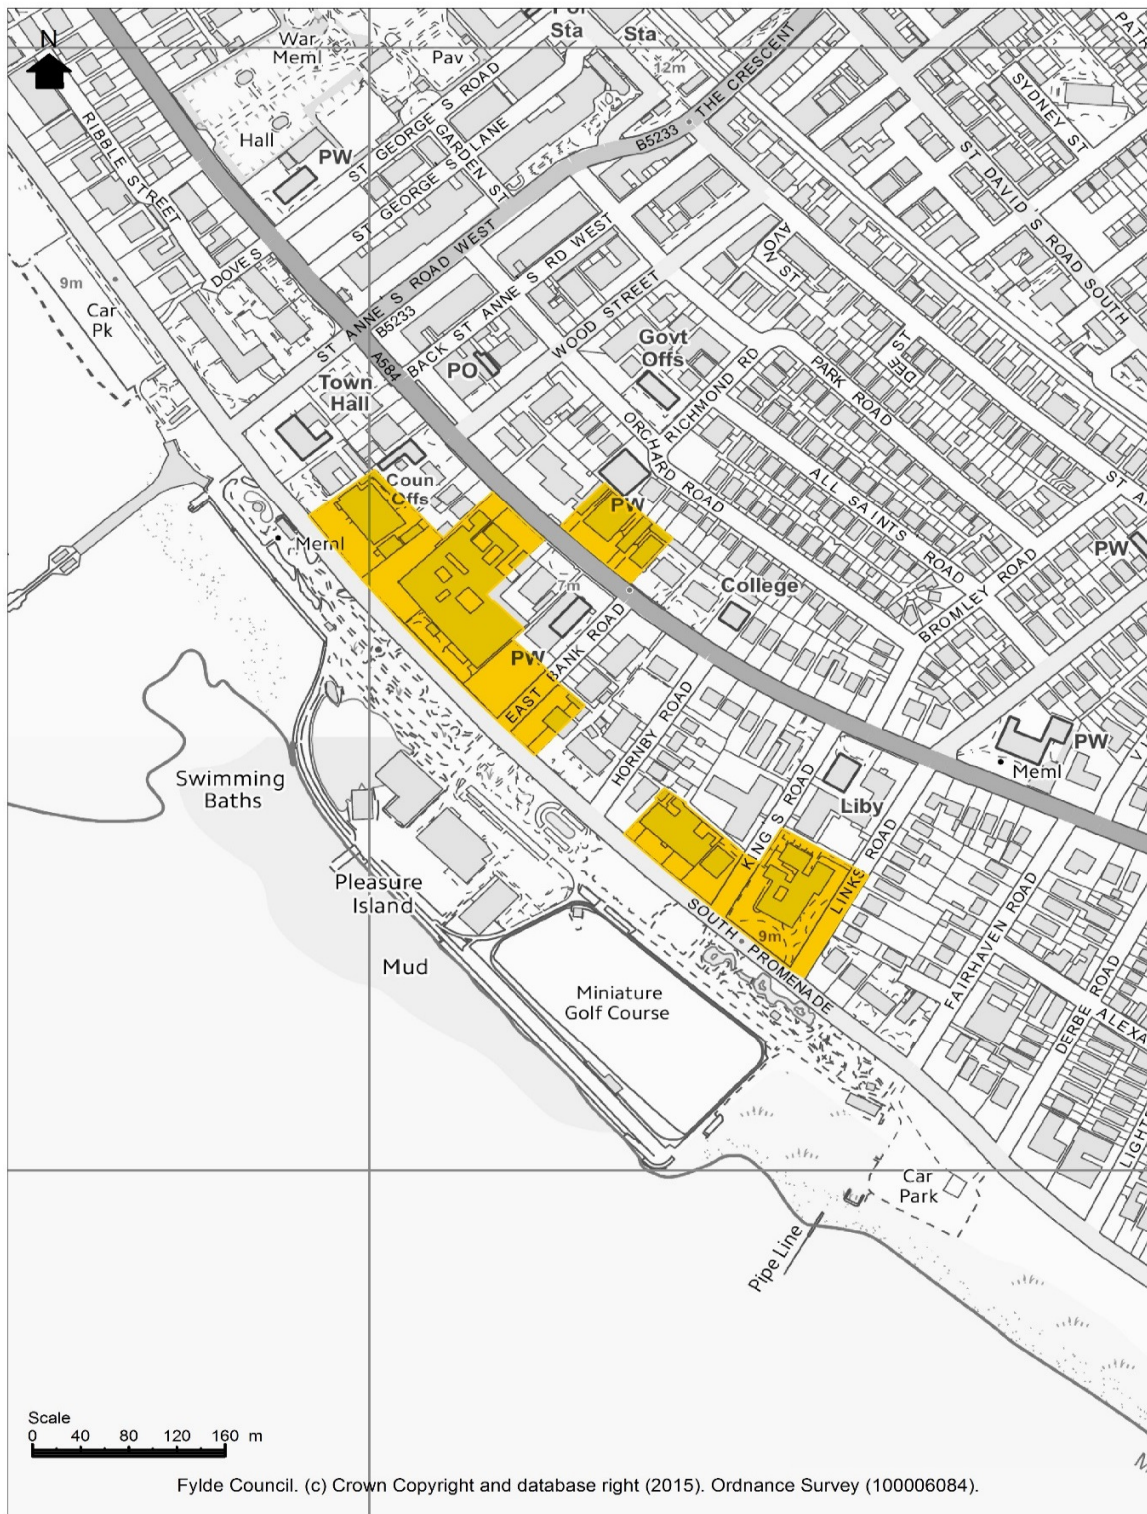 N
War
Meml
Pav
Sta
Sta
12m
THE CRESCENT
B5233
SYDNEY ST
ST DAVID'S ROAD SOUTH
RIBBLE STREET
Hall
PW
ST GEORGE S ROAD
GARDEN ST
ST GEORGE S LANE
DOVE S
9m
Car
Pk
ST ANNE S ROAD WEST
B5233
A584
BACK ST ANNE S RD WEST
WOOD STREET
AVON ST
PO
Govt
Offs
RICHMOND RD
ORCHARD ROAD
PARK ROAD
DEE ST
Town
Hall
Coun
Offs
PW
ALL SAINTS ROAD
ST A
PW
Meml
7m
College
BROMLEY ROAD
PW
EAST BANK ROAD
HORNBY ROAD
KING S ROAD
PW
Meml
Liby
Swimming
Baths
Pleasure
Island
LINKS ROAD
SOUTH PROMENADE
9m
FAIRHAVEN ROAD
DERBE ROAD
ALEXA
Mud
Miniature
Golf Course
LIGHT
Car
Park
Pipe Line
Scale
0 40 80 120 160 m
Fylde Council. (c) Crown Copyright and database right (2015). Ordnance Survey (100006084).